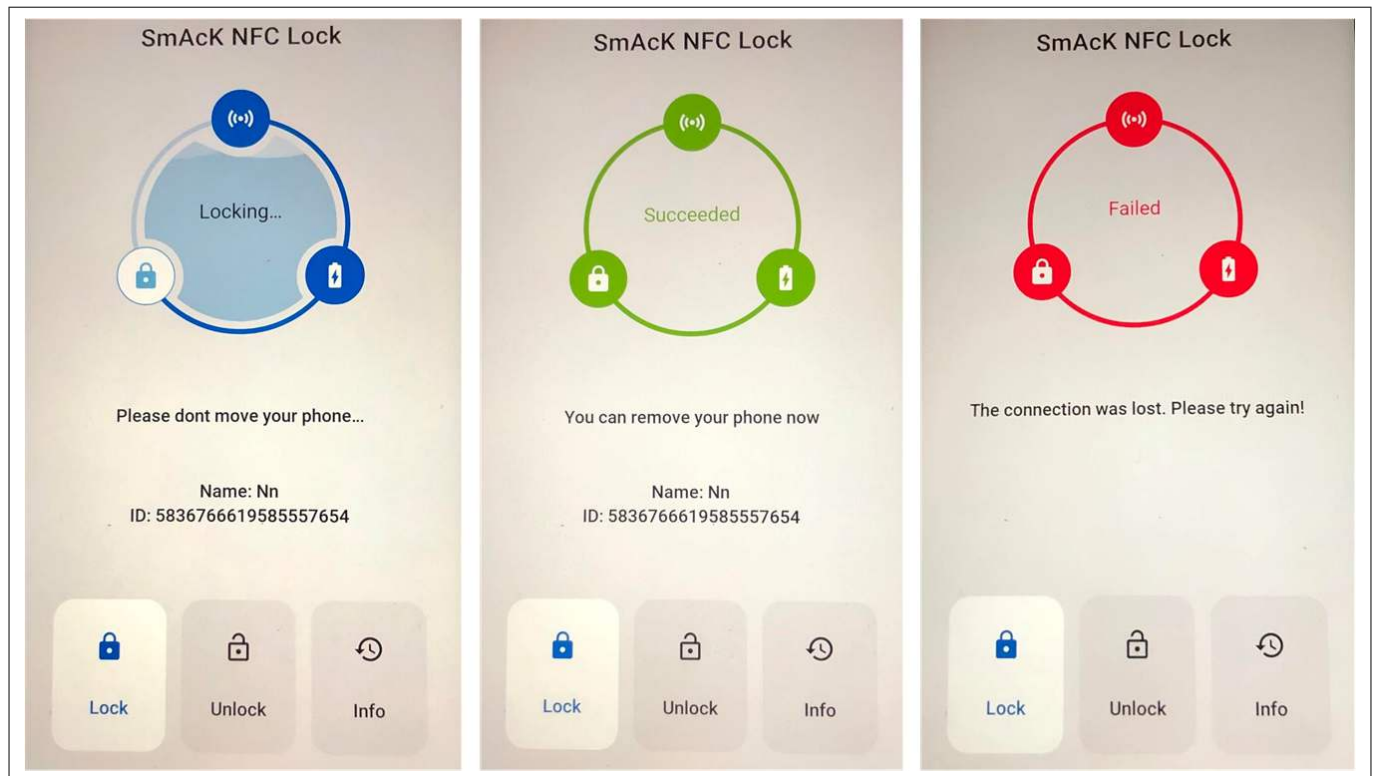 SmAcK NFC Lock
Locking...
Please dont move your phone...
Name: Nn
ID: 5836766619585557654
Lock
Unlock
Info
SmAcK NFC Lock
Succeeded
You can remove your phone now
Name: Nn
ID: 5836766619585557654
Lock
Unlock
Info
SmAcK NFC Lock
Failed
The connection was lost. Please try again!
Lock
Unlock
Info